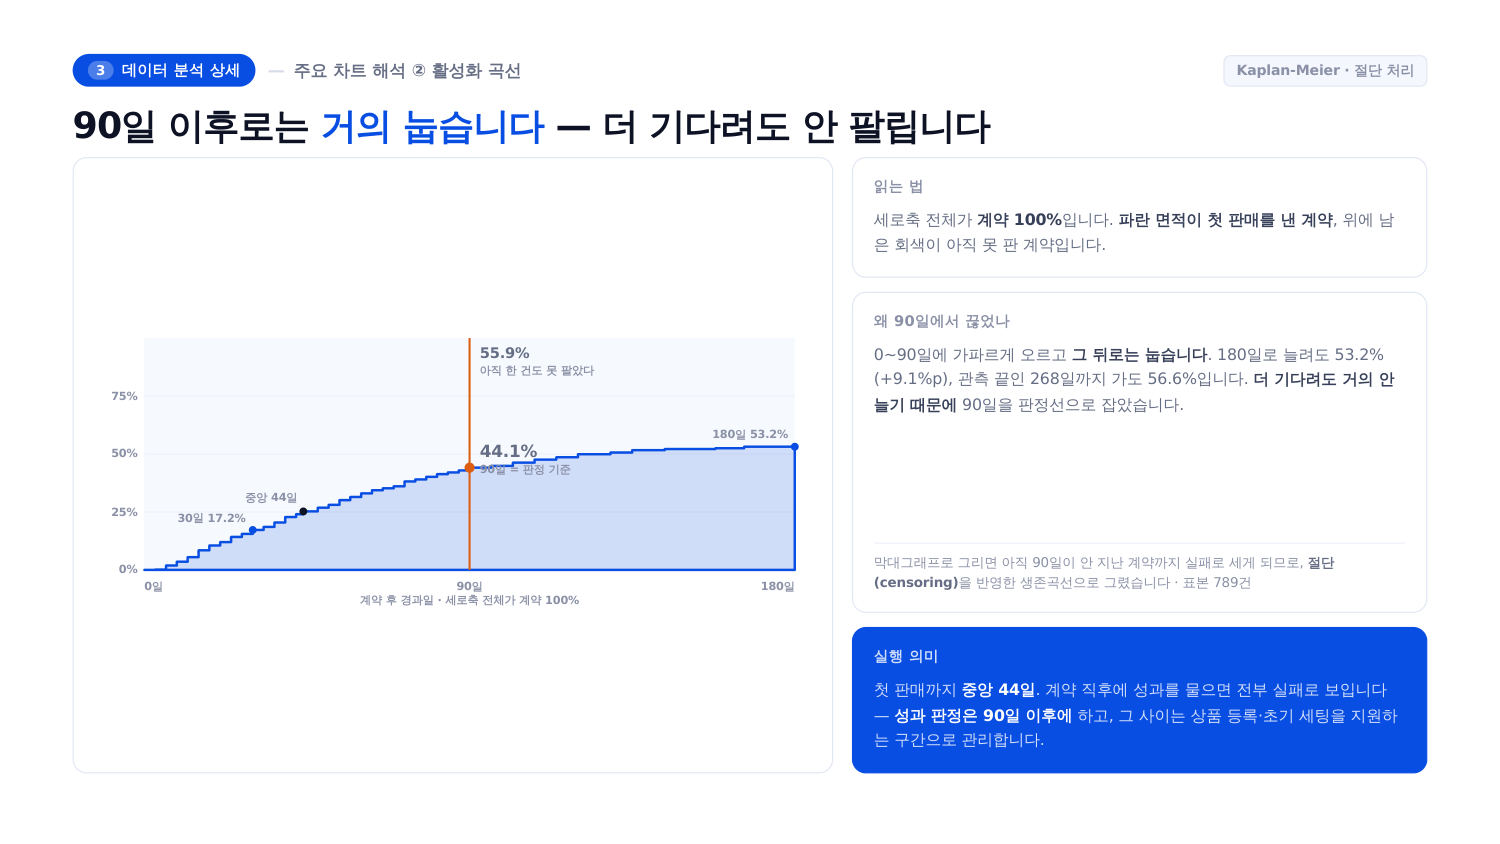 3 데이터 분석 상세 — 주요 차트 해석 ② 활성화 곡선
Kaplan-Meier · 절단 처리
90일 이후로는 거의 눕습니다 — 더 기다려도 안 팔립니다
55.9%
아직 한 건도 못 팔았다
75%
180일 53.2%
50%
44.1%
90일 = 판정 기준
중앙 44일
25%
30일 17.2%
0%
0일
90일
180일
계약 후 경과일 · 세로축 전체가 계약 100%
읽는 법
세로축 전체가 계약 100%입니다. 파란 면적이 첫 판매를 낸 계약, 위에 남
은 회색이 아직 못 판 계약입니다.
왜 90일에서 끊었나
0~90일에 가파르게 오르고 그 뒤로는 눕습니다. 180일로 늘려도 53.2%
(+9.1%p), 관측 끝인 268일까지 가도 56.6%입니다. 더 기다려도 거의 안
늘기 때문에 90일을 판정선으로 잡았습니다.
막대그래프로 그리면 아직 90일이 안 지난 계약까지 실패로 세게 되므로, 절단
(censoring)을 반영한 생존곡선으로 그렸습니다 · 표본 789건
실행 의미
첫 판매까지 중앙 44일. 계약 직후에 성과를 물으면 전부 실패로 보입니다
— 성과 판정은 90일 이후에 하고, 그 사이는 상품 등록·초기 세팅을 지원하
는 구간으로 관리합니다.